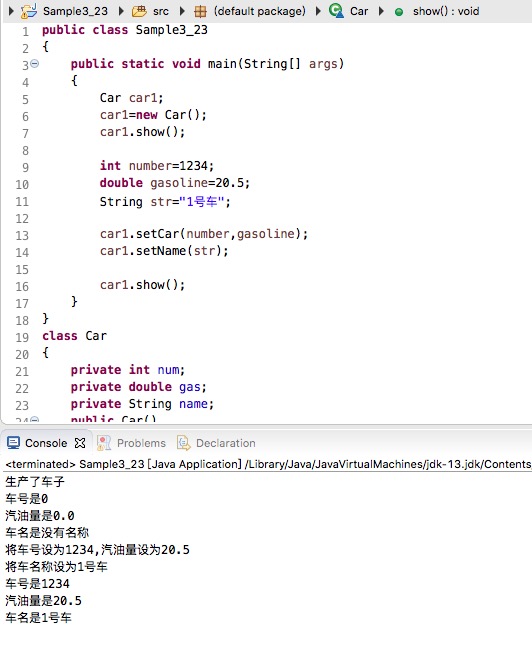 Sample3_23 src (default package) Car show() : void
1 public class Sample3_23
2 {
3 public static void main(String[] args)
4 {
5 Car car1;
6 car1=new Car();
7 car1.show();
8
9 int number=1234;
10 double gasoline=20.5;
11 String str="1号车";
12
13 car1.setCar(number,gasoline);
14 car1.setName(str);
15
16 car1.show();
17 }
18 }
19 class Car
20 {
21 private int num;
22 private double gas;
23 private String name;
24 public Car()
Console Problems Declaration
<terminated> Sample3_23 [Java Application] /Library/Java/JavaVirtualMachines/jdk-13.jdk/Contents
生产了车子
车号是0
汽油量是0.0
车名是没有名称
将车号设为1234,汽油量设为20.5
将车名称设为1号车
车号是1234
汽油量是20.5
车名是1号车